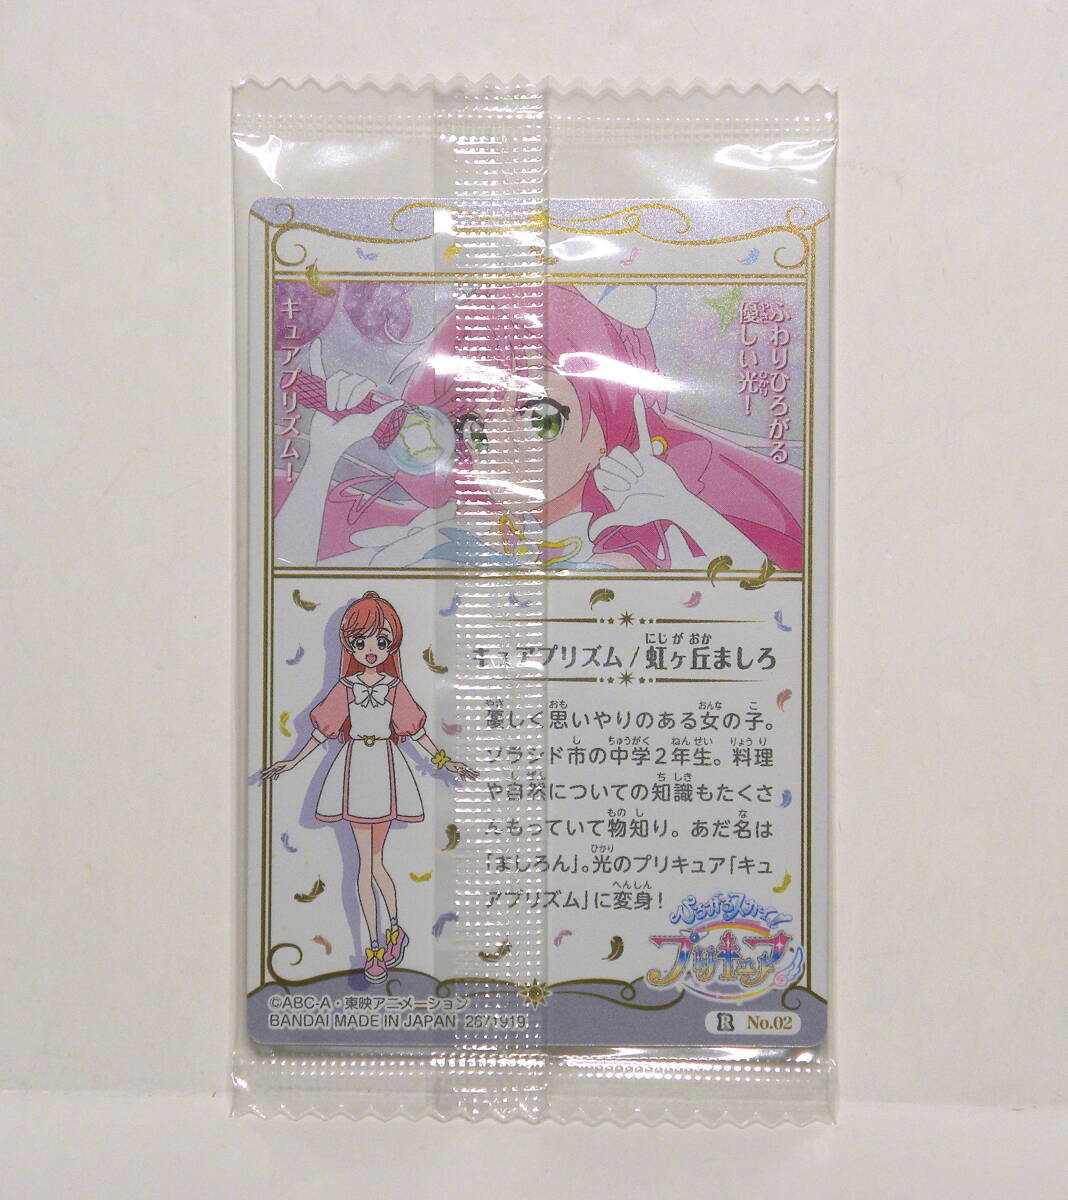 ふわりひろがる
優しい光！
キュアプリズム！
キュアプリズム/虹ヶ丘ましろ
優しく思いやりのある女の子。
ソラシド市の中学2年生。料理
や自然についての知識もたくさ
んもっていて物知り。あだ名は
「ましろん」。光のプリキュア「キュ
アプリズム」に変身！
ひろがるスカイ！
プリキュア
©ABC-A・東映アニメーション
BANDAI MADE IN JAPAN 2671919
R No.02